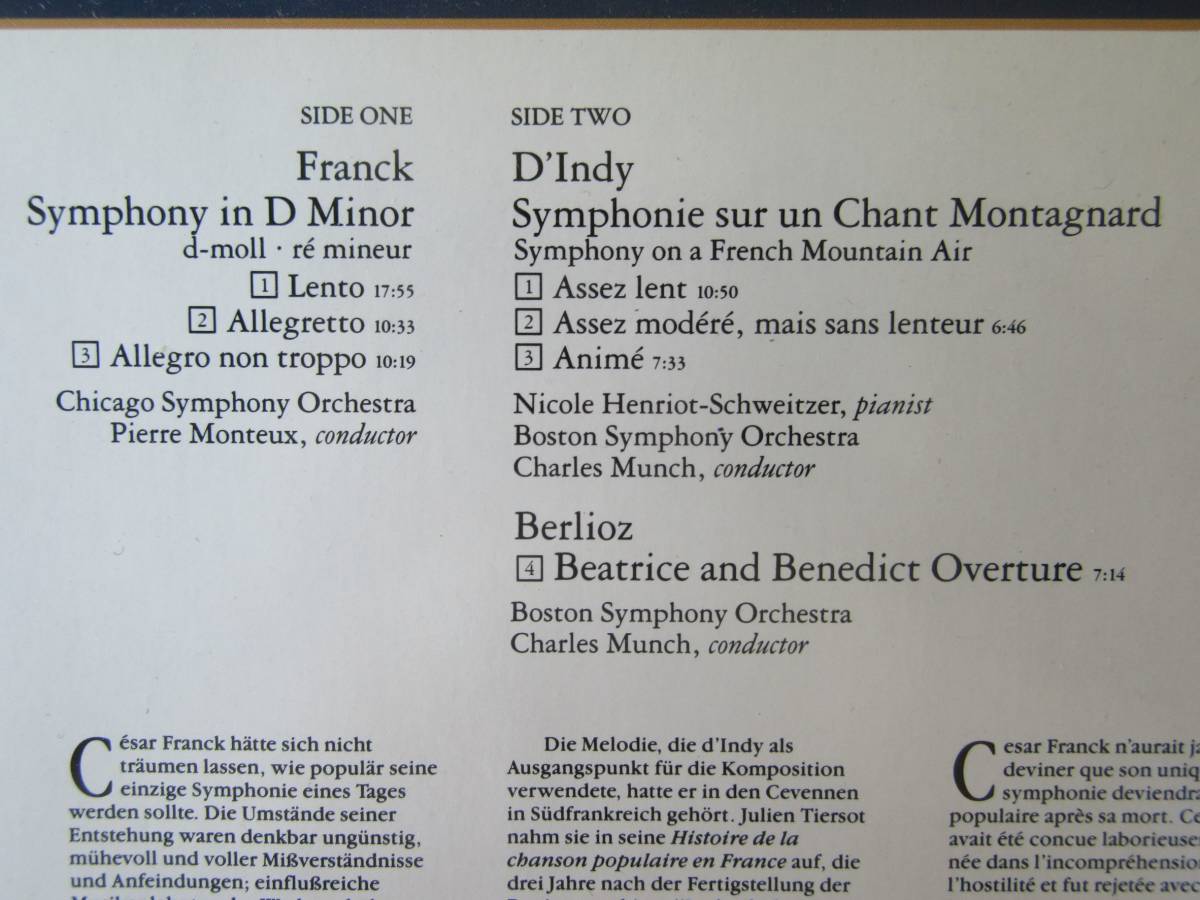 SIDE ONE
Franck
Symphony in D Minor
d-moll · ré mineur
1 Lento 17:55
2 Allegretto 10:33
3 Allegro non troppo 10:19
Chicago Symphony Orchestra
Pierre Monteux, conductor
SIDE TWO
D'Indy
Symphonie sur un Chant Montagnard
Symphony on a French Mountain Air
1 Assez lent 10:50
2 Assez modéré, mais sans lenteur 6:46
3 Animé 7:33
Nicole Henriot-Schweitzer, pianist
Boston Symphony Orchestra
Charles Munch, conductor
Berlioz
4 Beatrice and Benedict Overture 7:14
Boston Symphony Orchestra
Charles Munch, conductor
César Franck hätte sich nicht
träumen lassen, wie populär seine
einzige Symphonie eines Tages
werden sollte. Die Umstände seiner
Entstehung waren denkbar ungünstig,
mühevoll und voller Mißverständnisse
und Anfeindungen; einflußreiche
Die Melodie, die d'Indy als
Ausgangspunkt für die Komposition
verwendete, hatte er in den Cevennen
in Südfrankreich gehört. Julien Tiersot
nahm sie in seine Histoire de la
chanson populaire en France auf, die
drei Jahre nach der Fertigstellung der
Cesar Franck n'aurait
deviner que son
symphonie
populaire après sa mort.
avait été concue
née dans
l'hostilité et fut rejetée avec